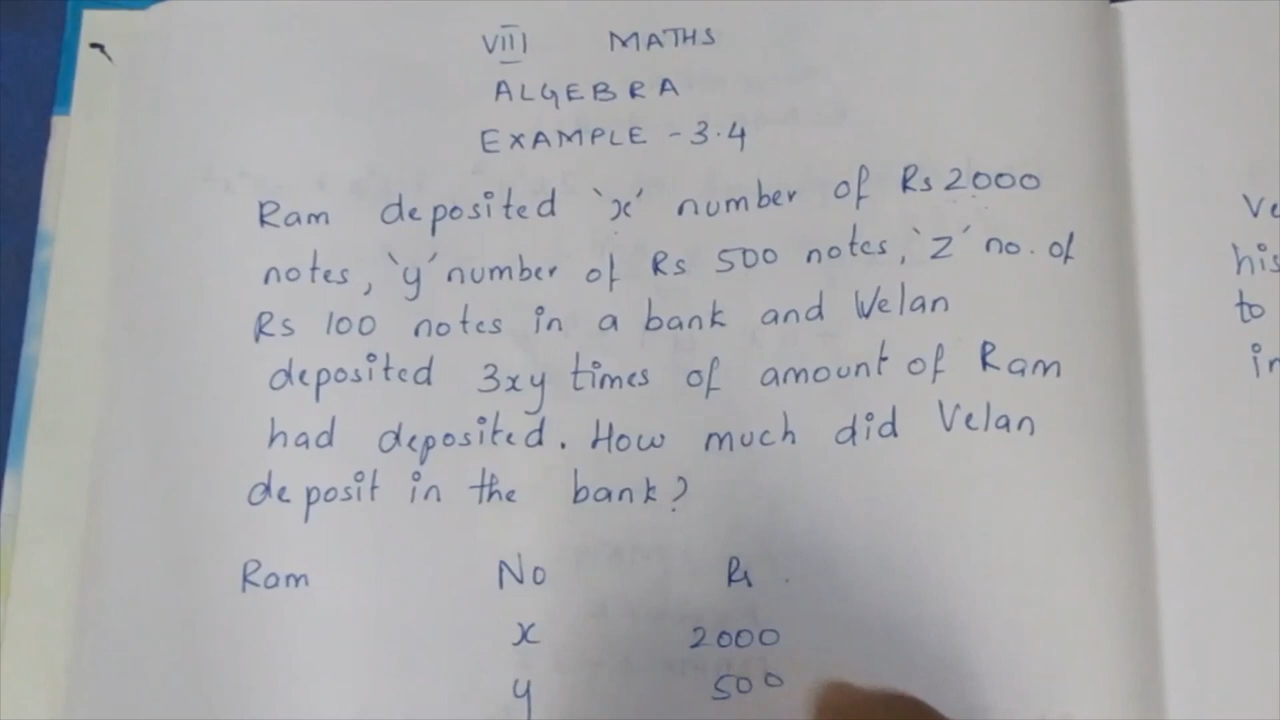 VIII MATHS
ALGEBRA
EXAMPLE - 3.4
Ram deposited 'x' number of Rs 2000
notes, 'y' number of Rs 500 notes, 'z' no. of
Rs 100 notes in a bank and Velan
deposited 3xy times of amount of Ram
had deposited. How much did Velan
deposit in the bank?
Ram No Rs.
x 2000
y 500
his
to